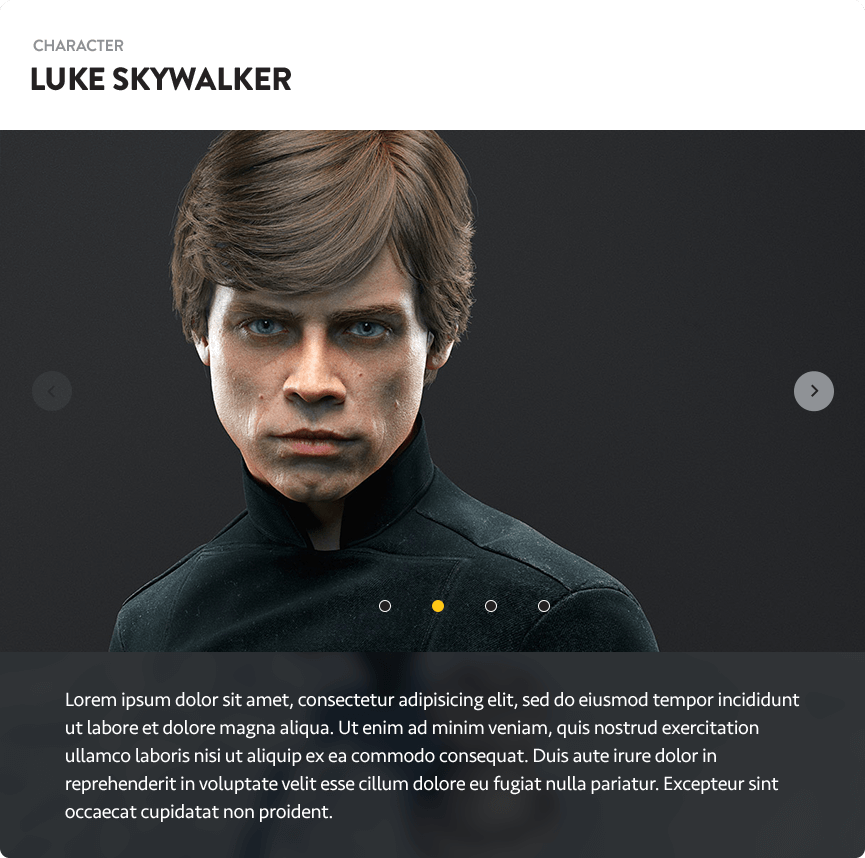 CHARACTER
LUKE SKYWALKER
Lorem ipsum dolor sit amet, consectetur adipisicing elit, sed do eiusmod tempor incididunt
ut labore et dolore magna aliqua. Ut enim ad minim veniam, quis nostrud exercitation
ullamco laboris nisi ut aliquip ex ea commodo consequat. Duis aute irure dolor in
reprehenderit in voluptate velit esse cillum dolore eu fugiat nulla pariatur. Excepteur sint
occaecat cupidatat non proident.